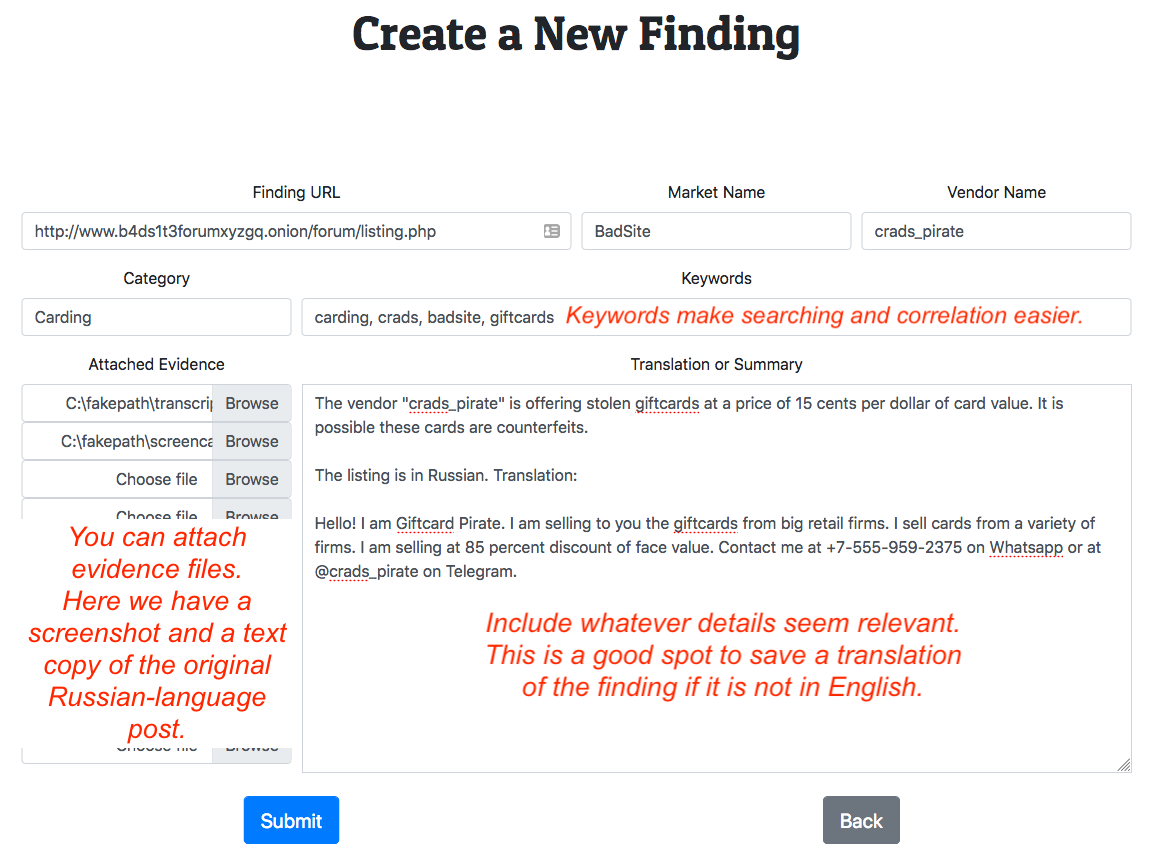 Create a New Finding
Finding URL
Market Name
Vendor Name
http://www.b4ds1t3forumxyzgq.onion/forum/listing.php
BadSite
crads_pirate
Category
Keywords
Carding
carding, crads, badsite, giftcards
Keywords make searching and correlation easier.
Attached Evidence
Translation or Summary
C:\fakepath\transcrip
Browse
C:\fakepath\screenca
Browse
Choose file
Browse
Choose file
Browse
You can attach
evidence files.
Here we have a
screenshot and a text
copy of the original
Russian-language
post.
Choose file
Browse
The vendor "crads_pirate" is offering stolen giftcards at a price of 15 cents per dollar of card value. It is
possible these cards are counterfeits.
The listing is in Russian. Translation:
Hello! I am Giftcard Pirate. I am selling to you the giftcards from big retail firms. I sell cards from a variety of
firms. I am selling at 85 percent discount of face value. Contact me at +7-555-959-2375 on Whatsapp or at
@crads_pirate on Telegram.
Include whatever details seem relevant.
This is a good spot to save a translation
of the finding if it is not in English.
Submit
Back